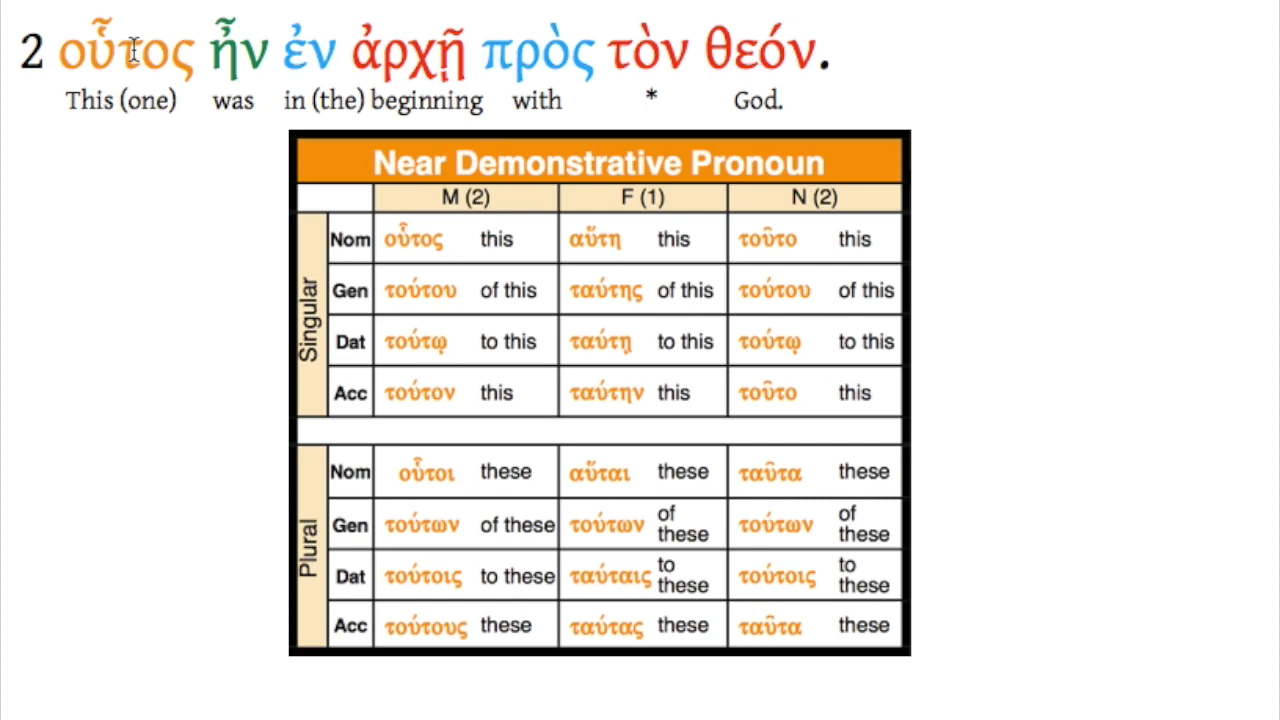 2 οὗτος ἦν ἐν ἀρχῇ πρὸς τὸν θεόν.
This (one) was in (the) beginning with * God.
Near Demonstrative Pronoun
M (2) F (1) N (2)
Singular
Nom οὗτος this αὕτη this τοῦτο this
Gen τούτου of this ταύτης of this τούτου of this
Dat τούτῳ to this ταύτῃ to this τούτῳ to this
Acc τούτον this ταύτην this τοῦτο this
Plural
Nom οὗτοι these αὕται these ταῦτα these
Gen τούτων of these τούτων of these τούτων of these
Dat τούτοις to these ταύταις to these τούτοις to these
Acc τούτους these ταύτας these ταῦτα these